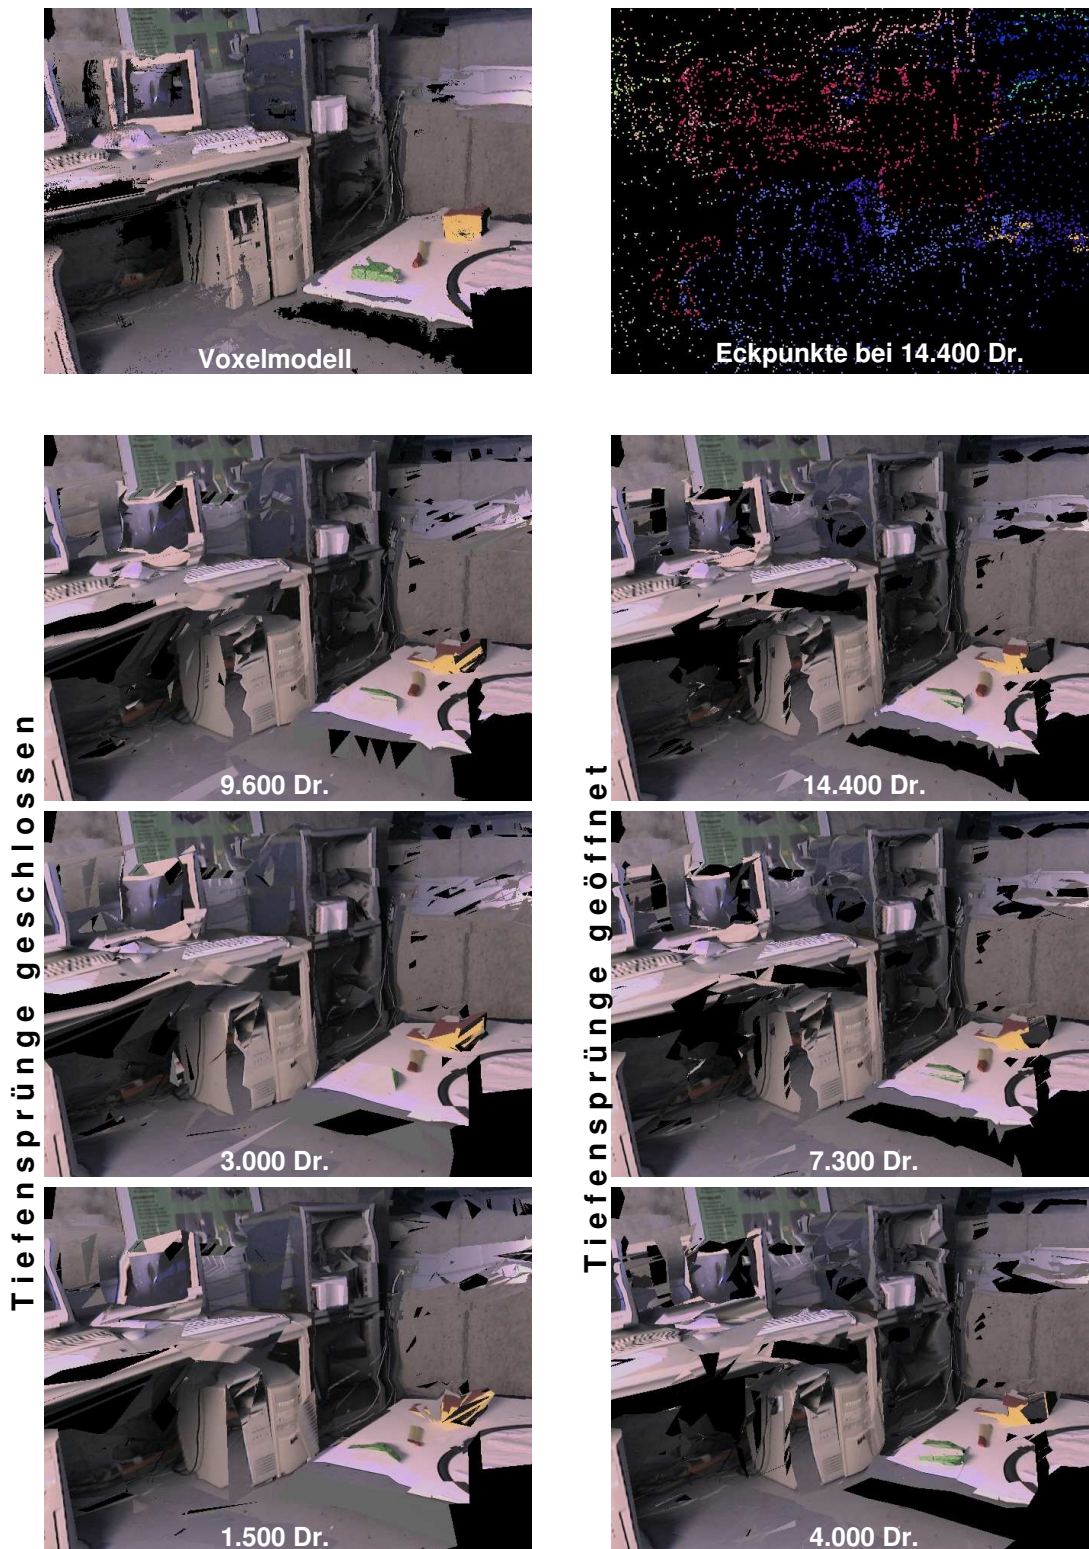 Voxelmodell
Eckpunkte bei 14.400 Dr.
Tiefensprünge geschlossen
9.600 Dr.
3.000 Dr.
1.500 Dr.
Tiefensprünge geöffnet
14.400 Dr.
7.300 Dr.
4.000 Dr.